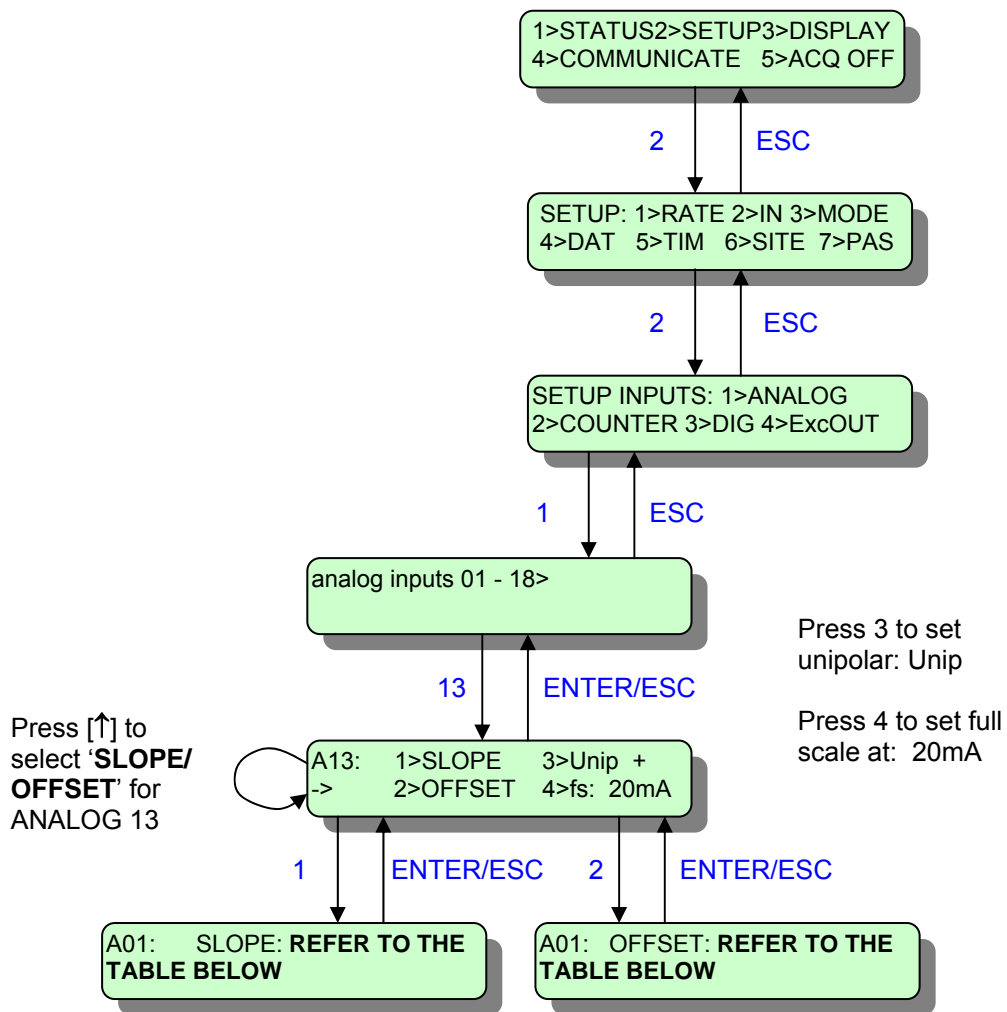 1>STATUS2>SETUP3>DISPLAY
4>COMMUNICATE 5>ACQ OFF
2
ESC
SETUP: 1>RATE 2>IN 3>MODE
4>DAT 5>TIM 6>SITE 7>PAS
2
ESC
SETUP INPUTS: 1>ANALOG
2>COUNTER 3>DIG 4>ExcOUT
1
ESC
analog inputs 01 - 18>
13
ENTER/ESC
Press 3 to set
unipolar: Unip
Press 4 to set full
scale at: 20mA
Press [↑] to
select ‘SLOPE/
OFFSET’ for
ANALOG 13
A13: 1>SLOPE 3>Unip +
-> 2>OFFSET 4>fs: 20mA
1
ENTER/ESC
2
ENTER/ESC
A01: SLOPE: REFER TO THE
TABLE BELOW
A01: OFFSET: REFER TO THE
TABLE BELOW